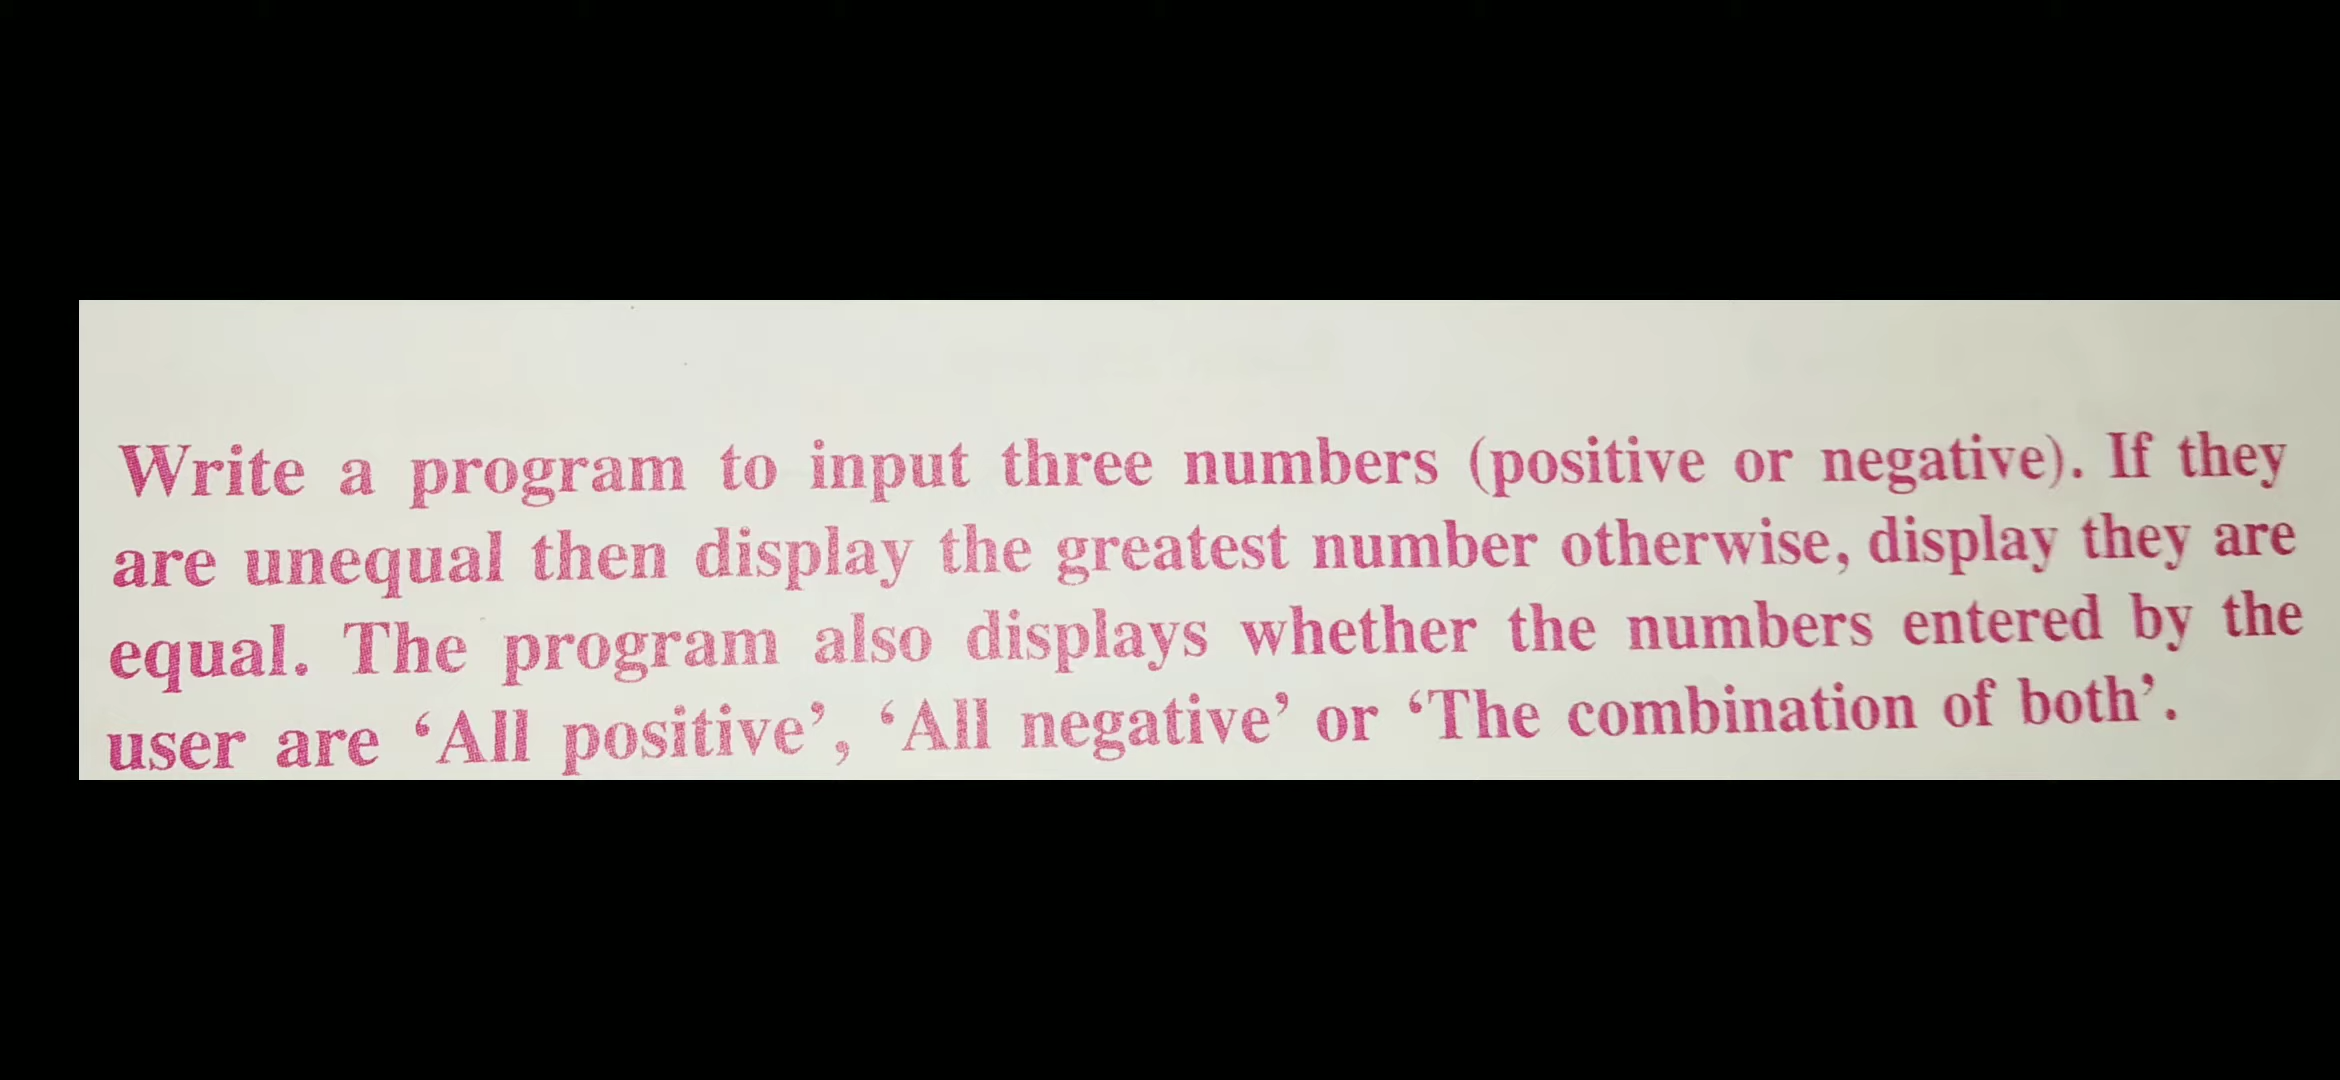 Write a program to input three numbers (positive or negative). If they
are unequal then display the greatest number otherwise, display they are
equal. The program also displays whether the numbers entered by the
user are ‘All positive’, ‘All negative’ or ‘The combination of both’.